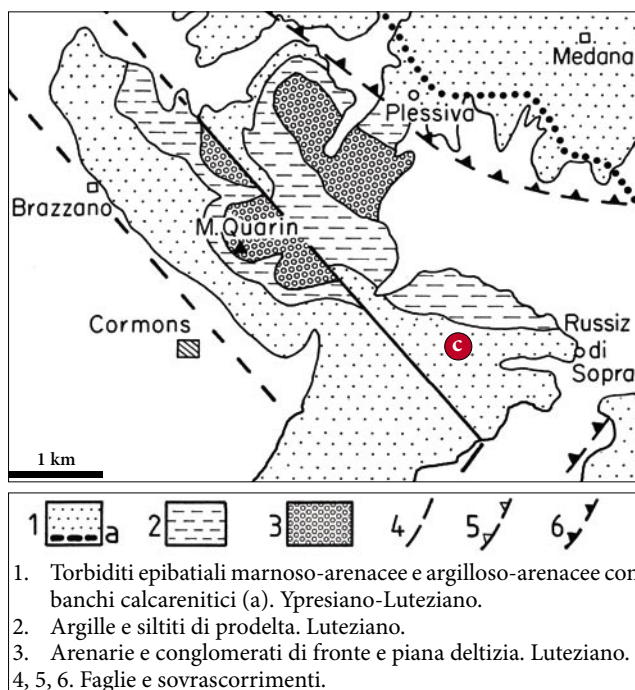 Medana
Plessiva
Brazzano
M. Quarin
Cormons
c
Russiz
di
Sopra
1 km
1 a 2 3 4 5 6
1. Torbiditi epibatiali marnoso-arenacee e argilloso-arenacee con
banchi calcarenitici (a). Ypresiano-Luteziano.
2. Argille e siltiti di prodelta. Luteziano.
3. Arenarie e conglomerati di fronte e piana deltizia. Luteziano.
4, 5, 6. Faglie e sovrascorrimenti.